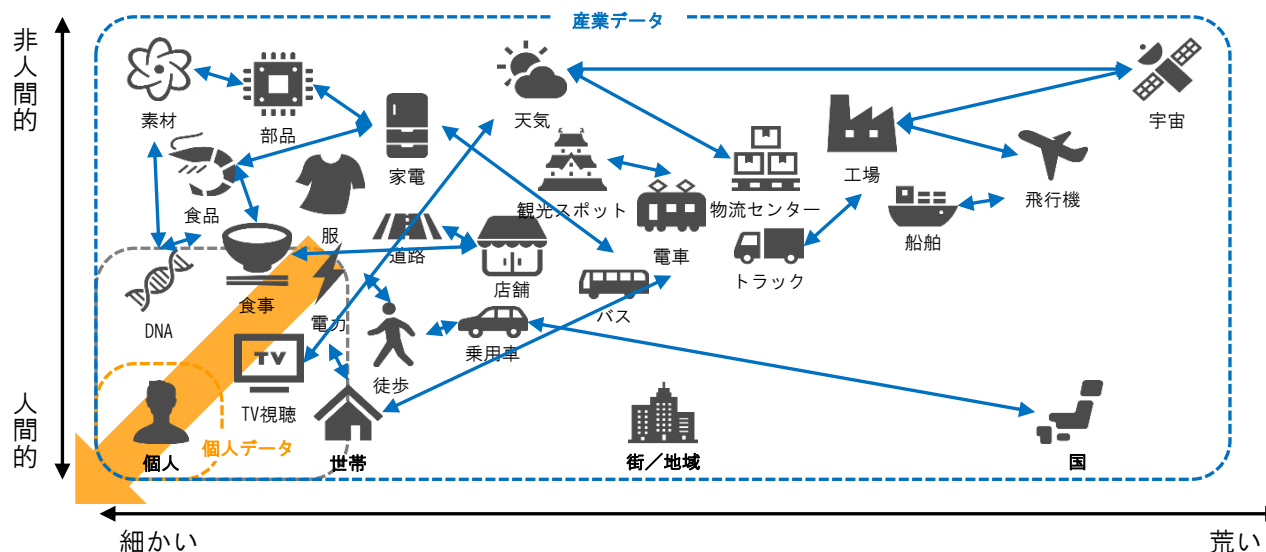 産業データ
非人間的
人間的
素材
部品
家電
天気
宇宙
食品
服
観光スポット
物流センター
工場
飛行機
船舶
道路
電車
トラック
店舗
バス
DNA
食事
電力
乗用車
徒歩
TV
TV視聴
個人
個人データ
世帯
街/地域
国
細かい
荒い